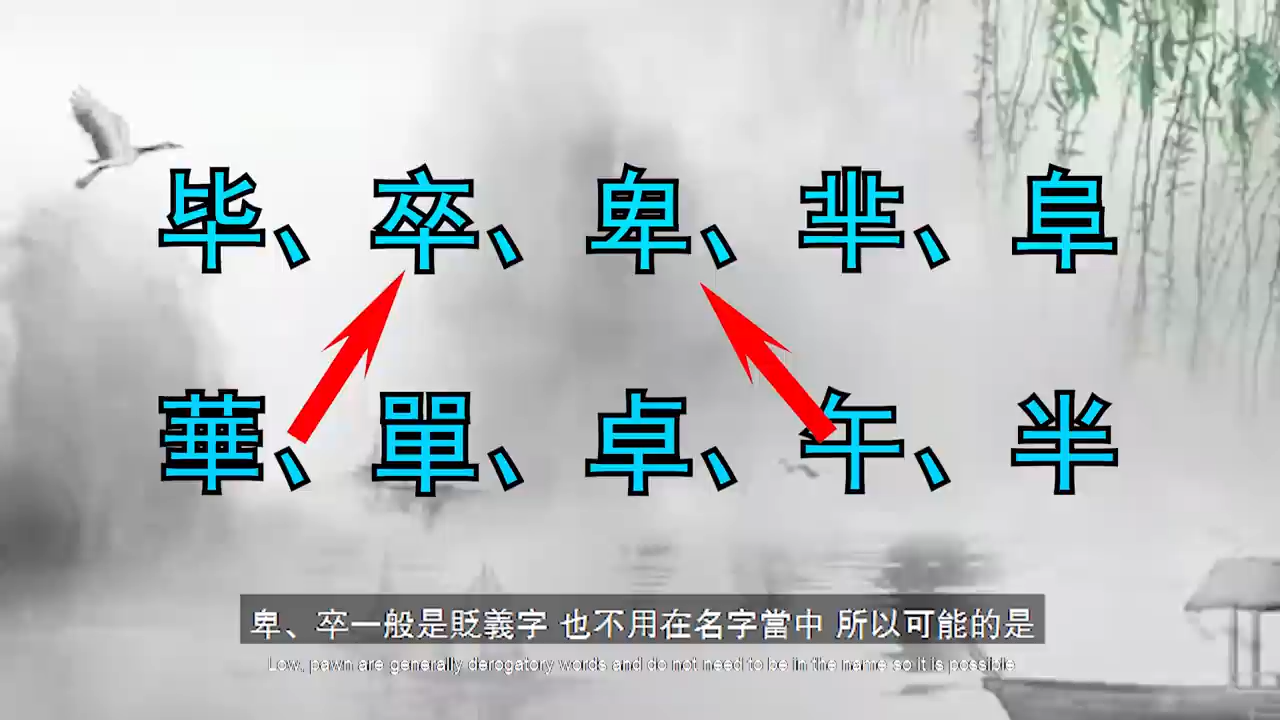 毕、卒、卑、芈、阜
華、單、卓、午、半
卑、卒一般是貶義字 也不用在名字當中 所以可能的是
Low, pawn are generally derogatory words and do not need to be in the name so it is possible